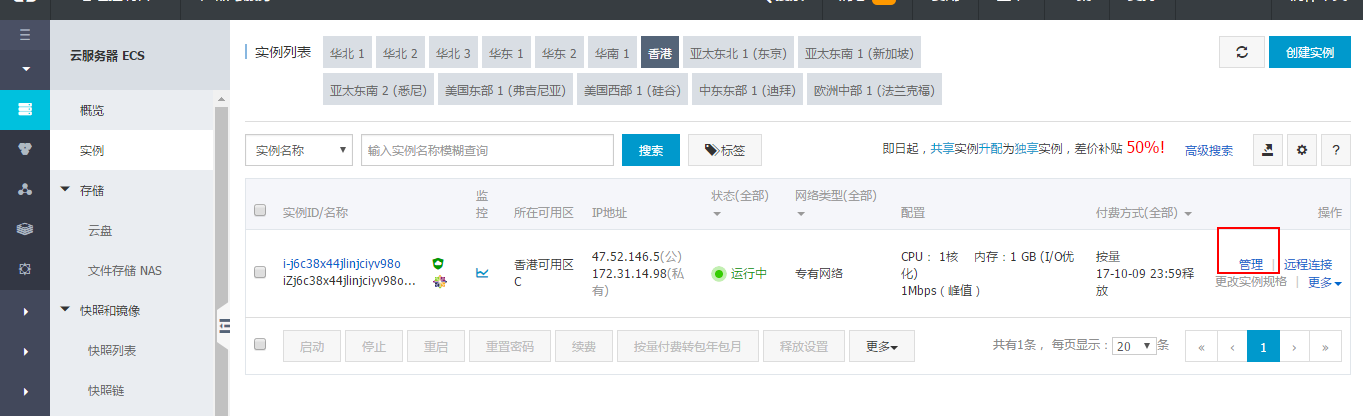 云服务器 ECS
概览
实例
存储
云盘
文件存储 NAS
快照和镜像
快照列表
快照链
实例列表 华北 1 华北 2 华北 3 华东 1 华东 2 华南 1 香港 亚太东北 1 (东京) 亚太东南 1 (新加坡) 创建实例
亚太东南 2 (悉尼) 美国东部 1 (弗吉尼亚) 美国西部 1 (硅谷) 中东东部 1 (迪拜) 欧洲中部 1 (法兰克福)
实例名称 输入实例名称模糊查询 搜索 标签 即日起，共享实例升配为独享实例，差价补贴 50%! 高级搜索 ?
实例ID/名称 监控 所在可用区 IP地址 状态(全部) 网络类型(全部) 配置 付费方式(全部) 操作
i-j6c38x44jlinjciyv98o
iZj6c38x44jlinjciyv98o...
香港可用区
C
47.52.146.5(公)
172.31.14.98(私
有)
运行中
专有网络
CPU： 1核 内存：1 GB (I/O优
化)
1Mbps（峰值）
按量
17-10-09 23:59释
放
管理 | 远程连接
更改实例规格 | 更多
启动 停止 重启 重置密码 续费 按量付费转包年包月 释放设置 更多 共有1条， 每页显示：20 条 « ‹ 1 › »